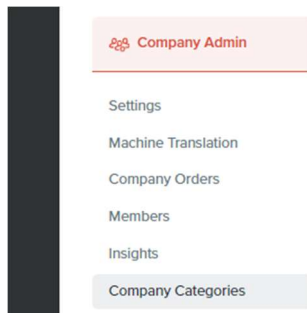 Company Admin
Settings
Machine Translation
Company Orders
Members
Insights
Company Categories